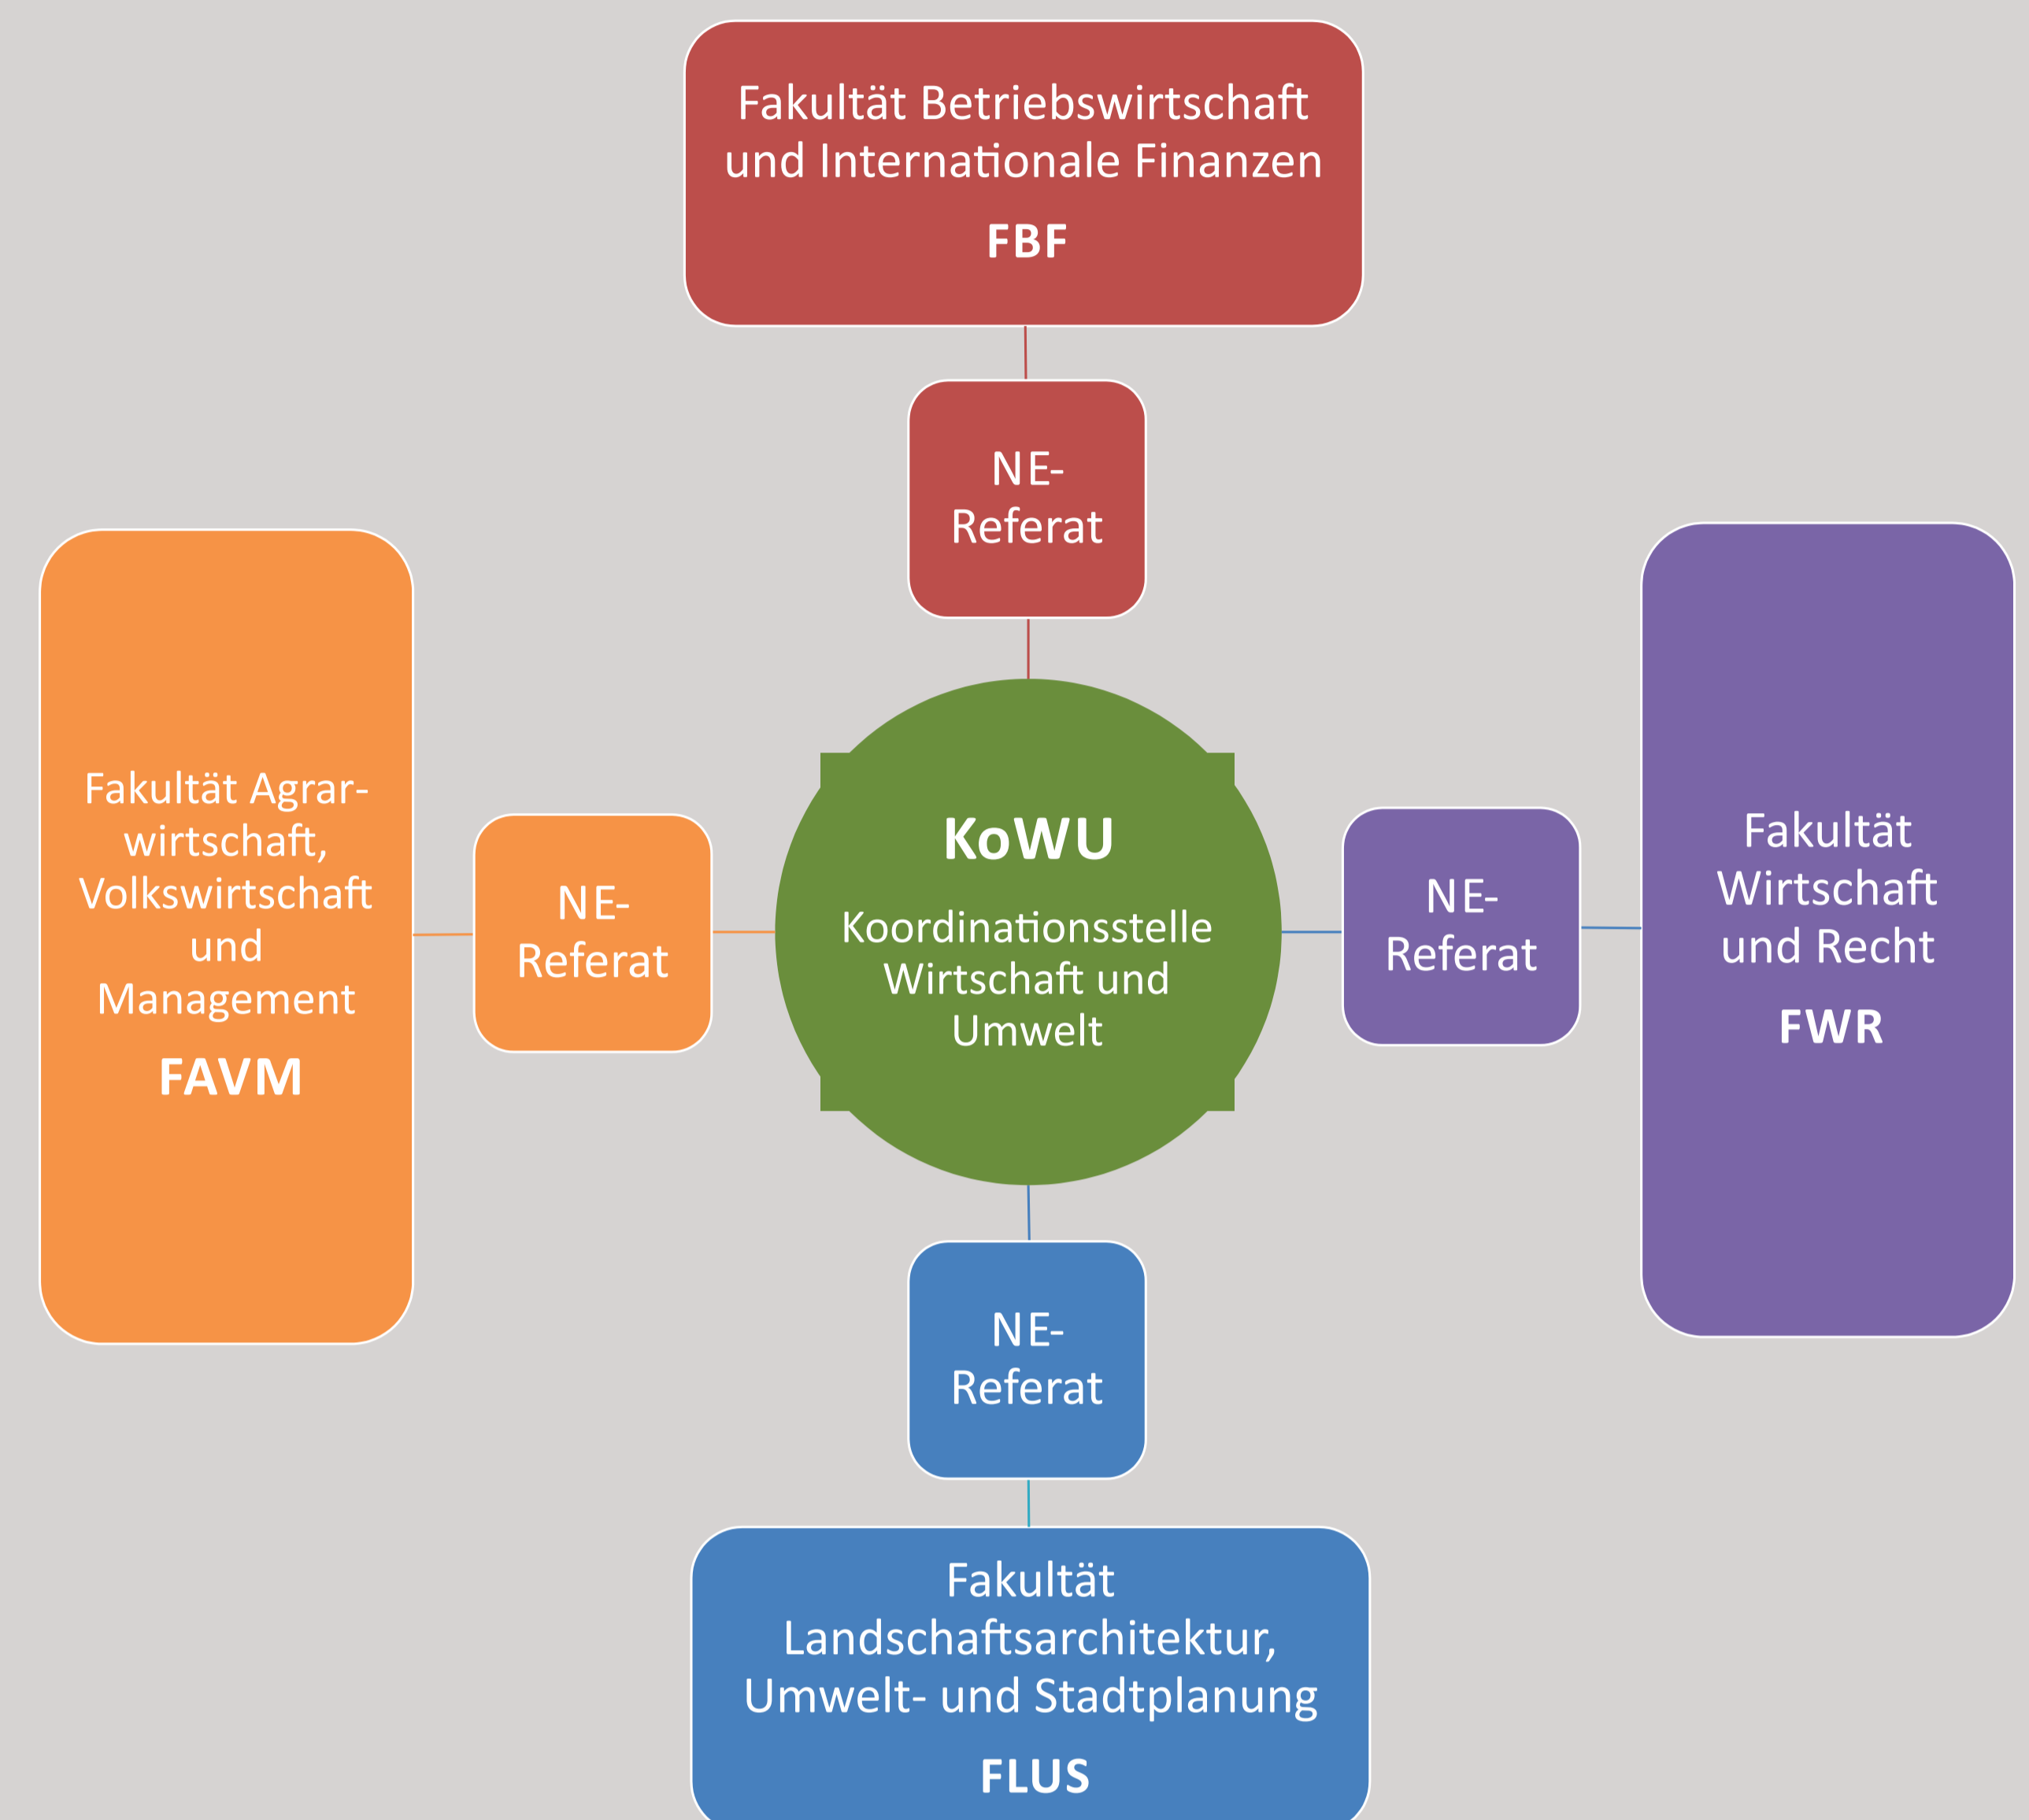 Fakultät Betriebswirtschaft
und Internationale Finanzen
FBF
NE-
Referat
Fakultät Agrar-
wirtschaft,
Volkswirtschaft
und
Management
FAVM
NE-
Referat
KoWU
Koordinationsstelle
Wirtschaft und
Umwelt
NE-
Referat
Fakultät
Wirtschaft
und Recht
FWR
NE-
Referat
Fakultät
Landschaftsarchitektur,
Umwelt- und Stadtplanung
FLUS